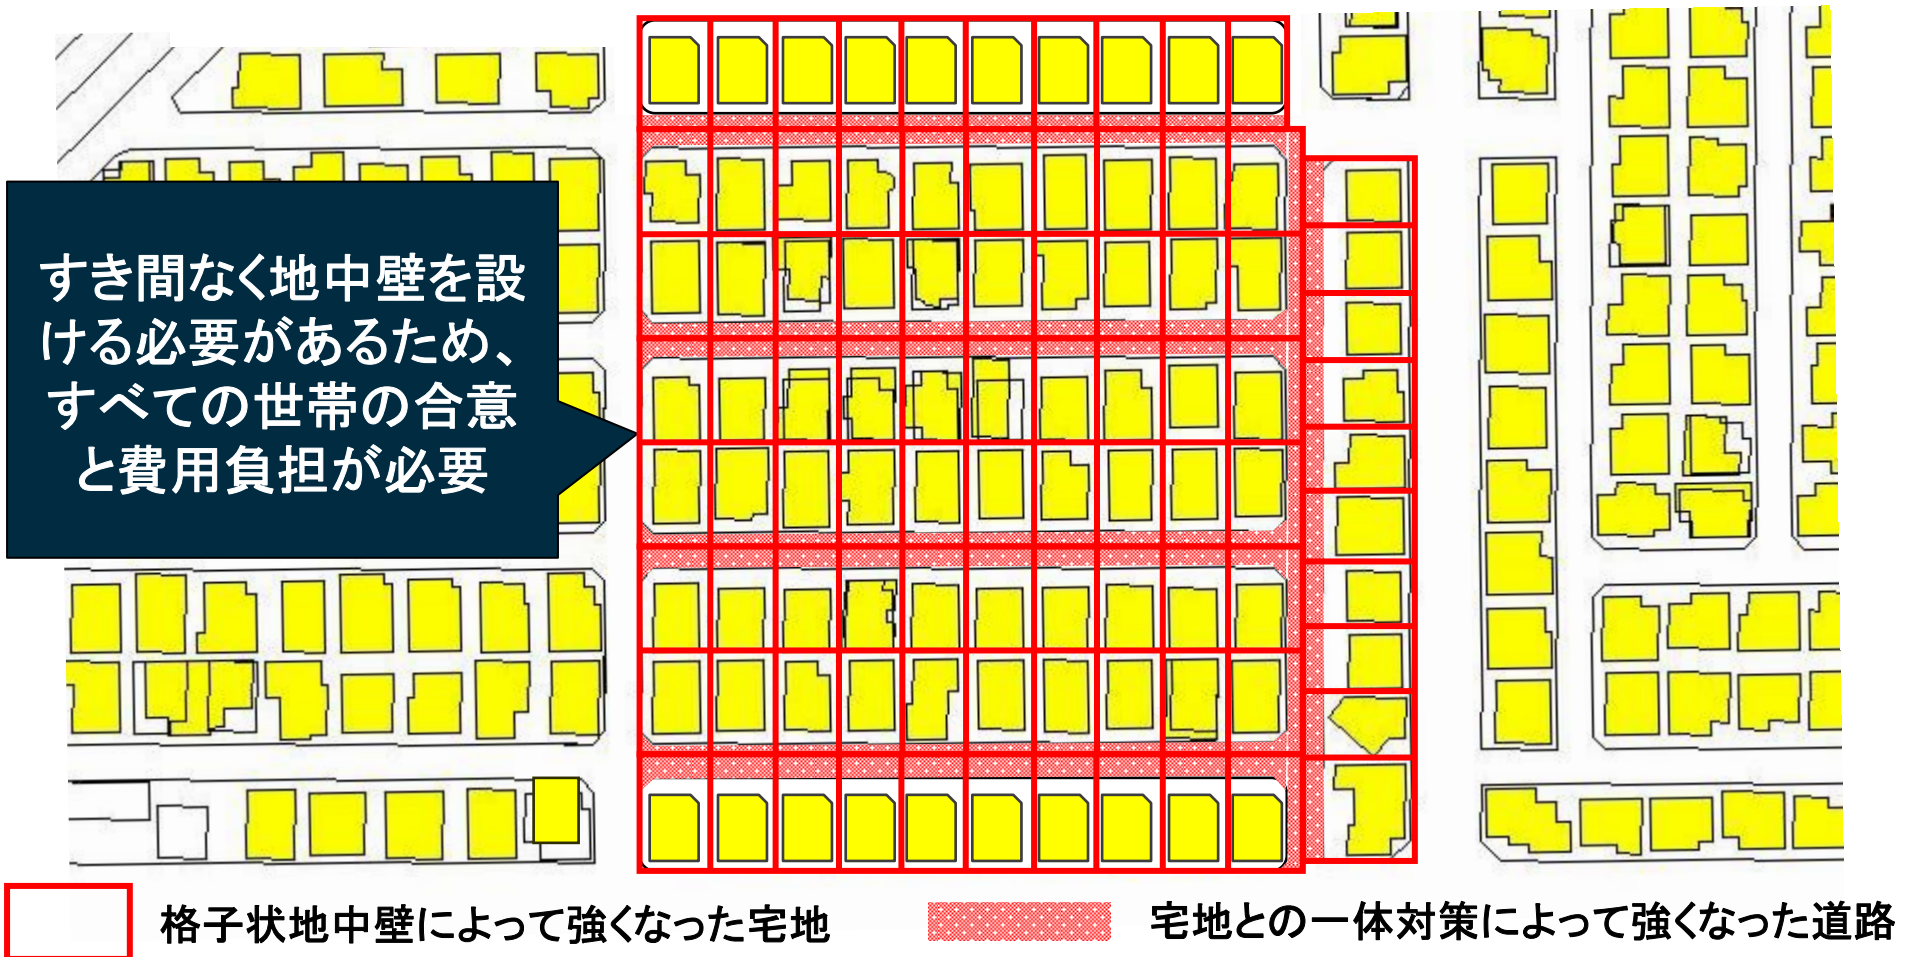 すき間なく地中壁を設
ける必要があるため、
すべての世帯の合意
と費用負担が必要
格子状地中壁によって強くなった宅地
宅地との一体対策によって強くなった道路